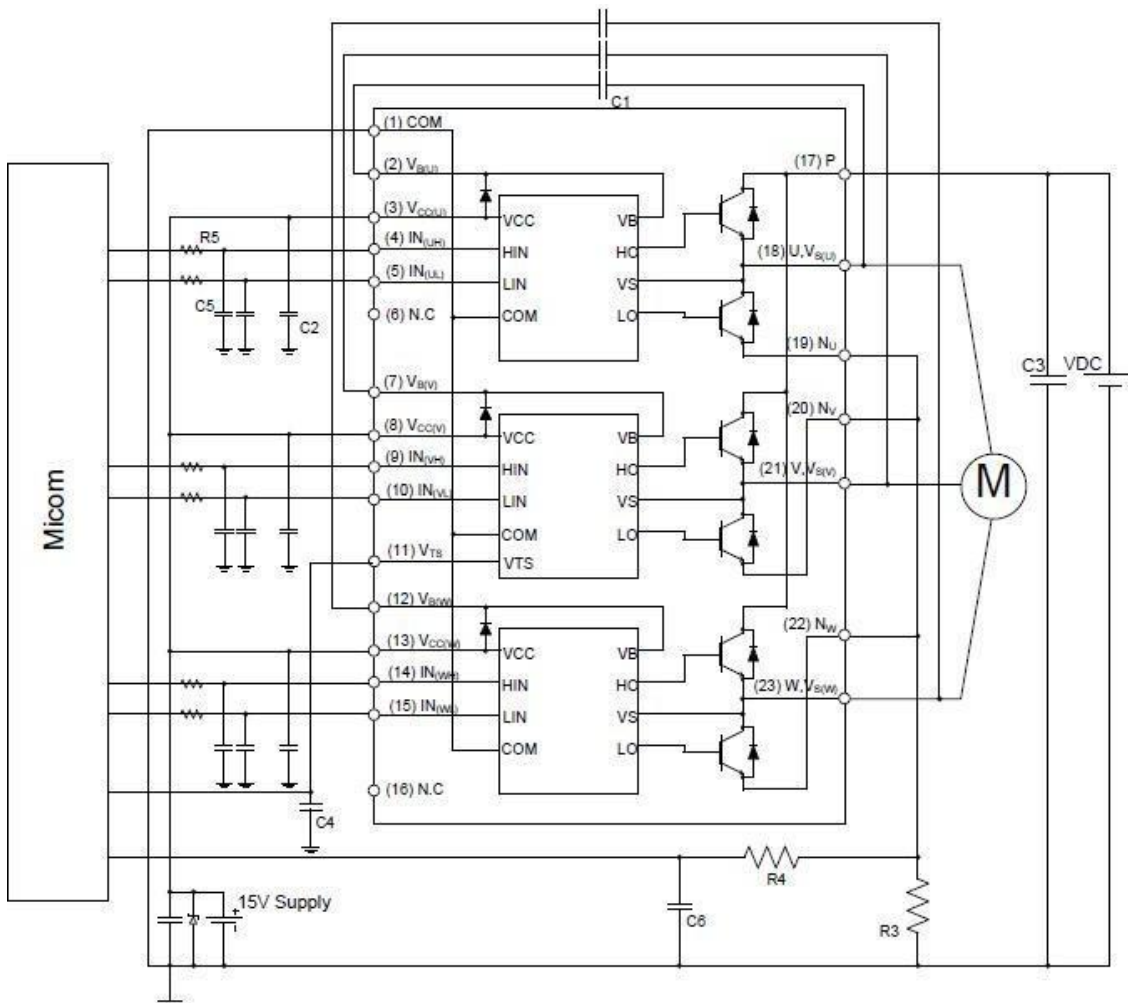 C1
(1) COM
(2) VB(U)
(3) VCC(U)
(4) IN(UH)
(5) IN(UL)
(6) N.C
R5
C5
C2
VCC
HIN
LIN
COM
VB
HO
VS
LO
(17) P
(18) U,VS(U)
(19) NU
(7) VB(V)
(8) VCC(V)
(9) IN(VH)
(10) IN(VL)
(11) VTS
VCC
HIN
LIN
COM
VTS
VB
HO
VS
LO
(20) NV
(21) V,VS(V)
C3
VDC
M
Micom
(12) VB(W)
(13) VCC(W)
(14) IN(WH)
(15) IN(WL)
(16) N.C
VCC
HIN
LIN
COM
VB
HO
VS
LO
(22) NW
(23) W,VS(W)
C4
R4
15V Supply
C6
R3